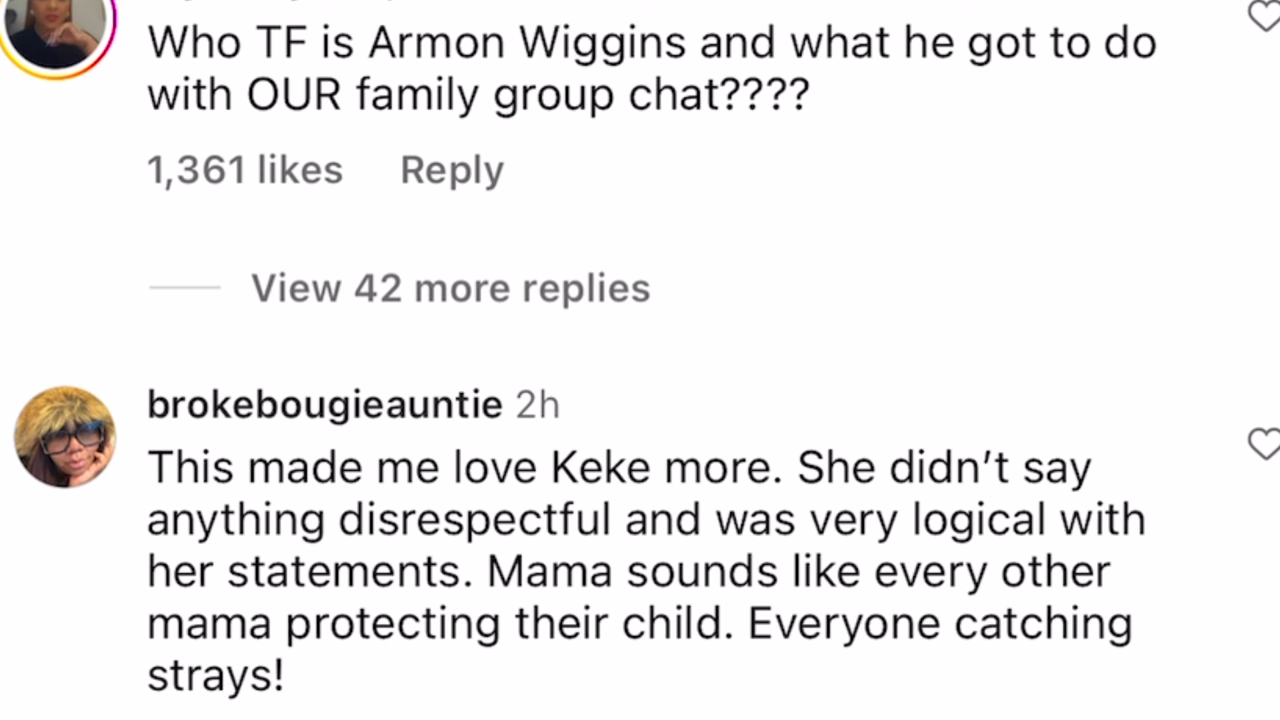 Who TF is Armon Wiggins and what he got to do
with OUR family group chat????
1,361 likes Reply
View 42 more replies
brokebougieauntie 2h
This made me love Keke more. She didn’t say
anything disrespectful and was very logical with
her statements. Mama sounds like every other
mama protecting their child. Everyone catching
strays!